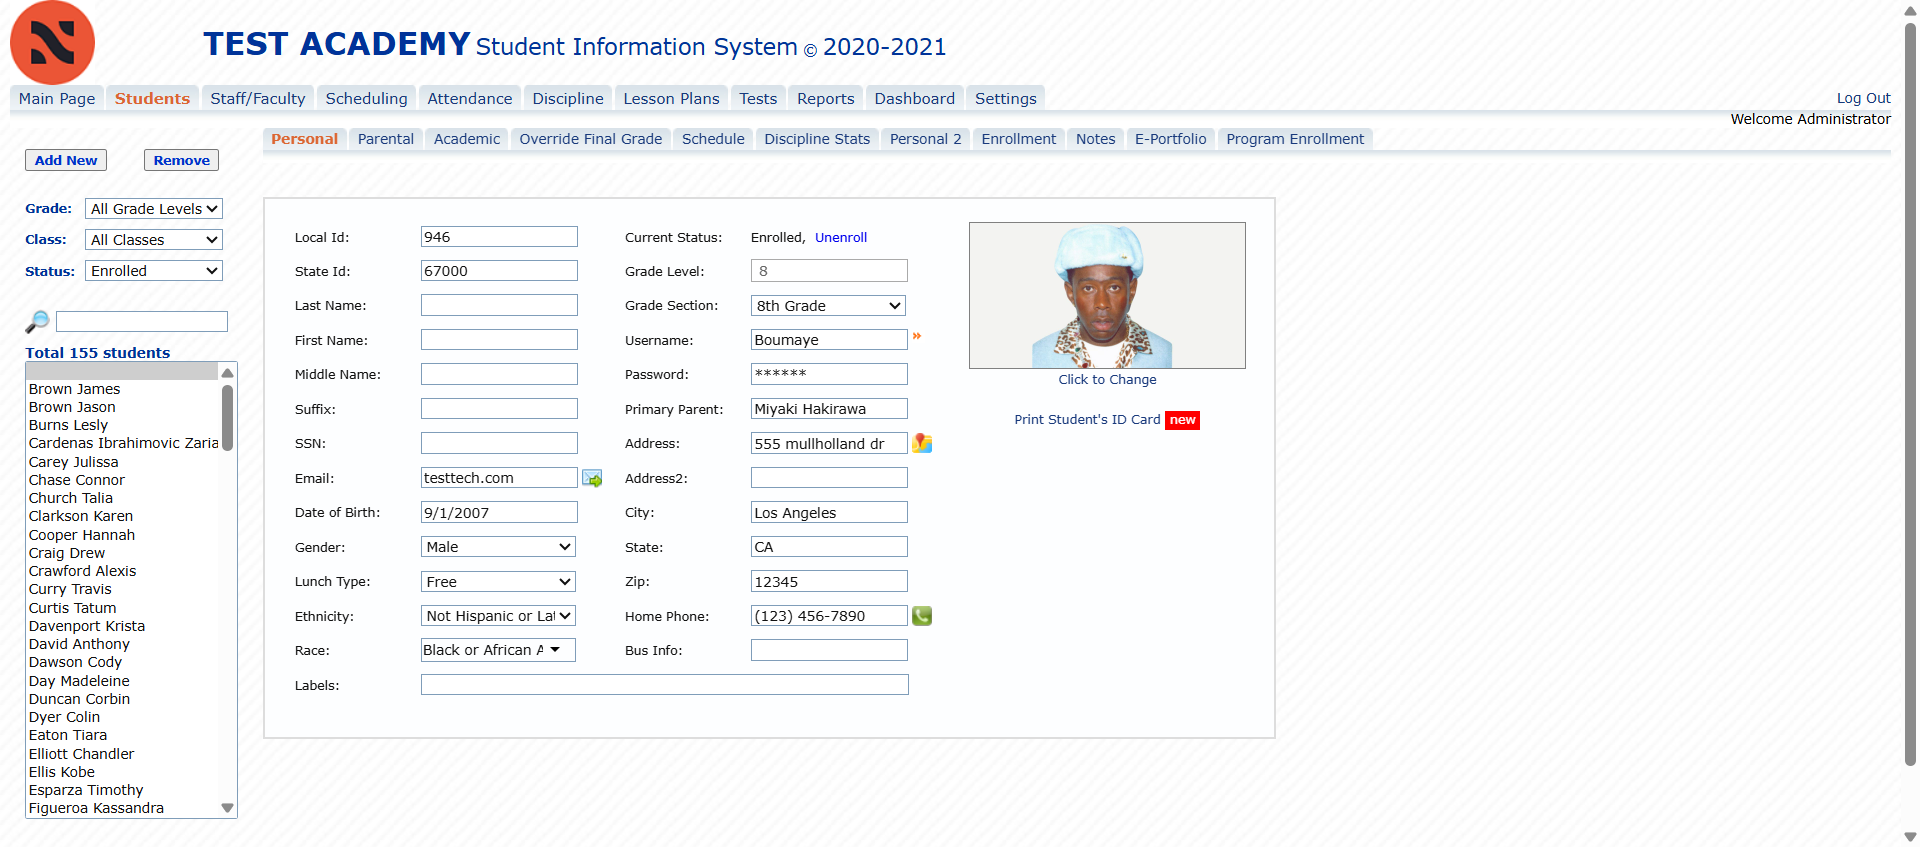 TEST ACADEMY Student Information System © 2020-2021
Main Page Students Staff/Faculty Scheduling Attendance Discipline Lesson Plans Tests Reports Dashboard Settings
Log Out
Welcome Administrator
Personal Parental Academic Override Final Grade Schedule Discipline Stats Personal 2 Enrollment Notes E-Portfolio Program Enrollment
Add New Remove
Grade: All Grade Levels
Class: All Classes
Status: Enrolled
Total 155 students
Brown James
Brown Jason
Burns Lesly
Cardenas Ibrahimovic Zaria
Carey Julissa
Chase Connor
Church Talia
Clarkson Karen
Cooper Hannah
Craig Drew
Crawford Alexis
Curry Travis
Curtis Tatum
Davenport Krista
David Anthony
Dawson Cody
Day Madeleine
Duncan Corbin
Dyer Colin
Eaton Tiara
Elliott Chandler
Ellis Kobe
Esparza Timothy
Figueroa Kassandra
Local Id: 946
State Id: 67000
Last Name:
First Name:
Middle Name:
Suffix:
SSN:
Email: testtech.com
Date of Birth: 9/1/2007
Gender: Male
Lunch Type: Free
Ethnicity: Not Hispanic or Lat
Race: Black or African A
Labels:
Current Status: Enrolled, Unenroll
Grade Level: 8
Grade Section: 8th Grade
Username: Boumaye »
Password: ******
Primary Parent: Miyaki Hakirawa
Address: 555 mullholland dr
Address2:
City: Los Angeles
State: CA
Zip: 12345
Home Phone: (123) 456-7890
Bus Info:
Click to Change
Print Student's ID Card new